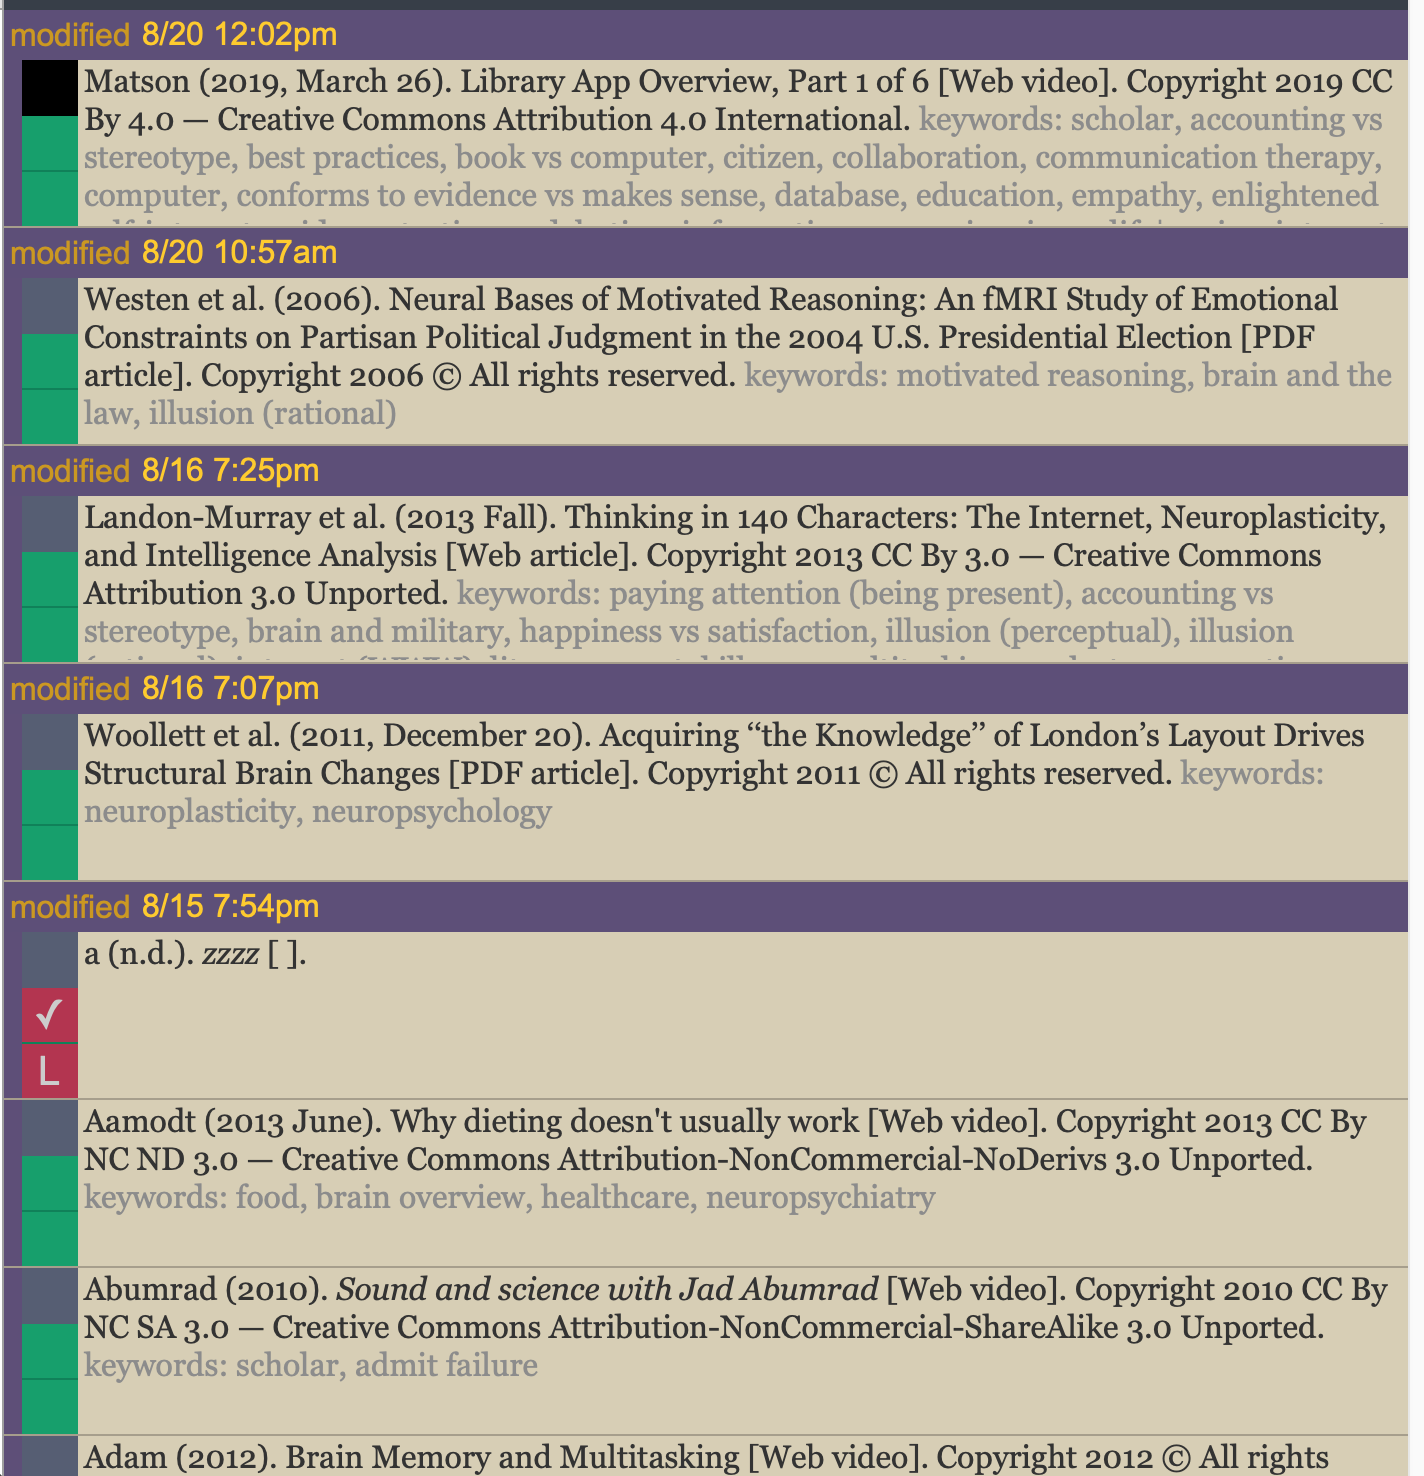 modified 8/20 12:02pm
Matson (2019, March 26). Library App Overview, Part 1 of 6 [Web video]. Copyright 2019 CC
By 4.0 — Creative Commons Attribution 4.0 International. keywords: scholar, accounting vs
stereotype, best practices, book vs computer, citizen, collaboration, communication therapy,
computer, conforms to evidence vs makes sense, database, education, empathy, enlightened
modified 8/20 10:57am
Westen et al. (2006). Neural Bases of Motivated Reasoning: An fMRI Study of Emotional
Constraints on Partisan Political Judgment in the 2004 U.S. Presidential Election [PDF
article]. Copyright 2006 © All rights reserved. keywords: motivated reasoning, brain and the
law, illusion (rational)
modified 8/16 7:25pm
Landon-Murray et al. (2013 Fall). Thinking in 140 Characters: The Internet, Neuroplasticity,
and Intelligence Analysis [Web article]. Copyright 2013 CC By 3.0 — Creative Commons
Attribution 3.0 Unported. keywords: paying attention (being present), accounting vs
stereotype, brain and military, happiness vs satisfaction, illusion (perceptual), illusion
modified 8/16 7:07pm
Woollett et al. (2011, December 20). Acquiring “the Knowledge” of London’s Layout Drives
Structural Brain Changes [PDF article]. Copyright 2011 © All rights reserved. keywords:
neuroplasticity, neuropsychology
modified 8/15 7:54pm
a (n.d.). zzzz [ ].
✓
L
Aamodt (2013 June). Why dieting doesn't usually work [Web video]. Copyright 2013 CC By
NC ND 3.0 — Creative Commons Attribution-NonCommercial-NoDerivs 3.0 Unported.
keywords: food, brain overview, healthcare, neuropsychiatry
Abumrad (2010). Sound and science with Jad Abumrad [Web video]. Copyright 2010 CC By
NC SA 3.0 — Creative Commons Attribution-NonCommercial-ShareAlike 3.0 Unported.
keywords: scholar, admit failure
Adam (2012). Brain Memory and Multitasking [Web video]. Copyright 2012 © All rights